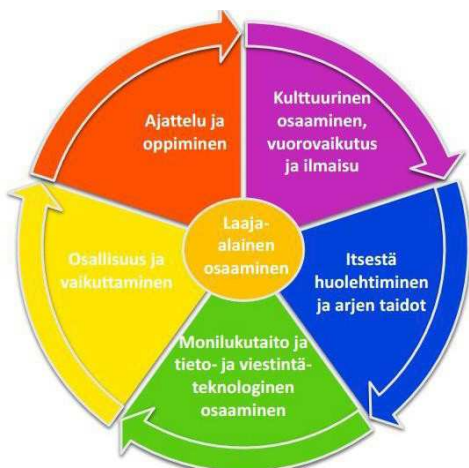 Ajattelu ja
oppiminen
Kulttuurinen
osaaminen,
vuorovaikutus
ja ilmaisu
Laaja-
alainen
osaaminen
Osallisuus ja
vaikuttaminen
Itsestä
huolehtiminen
ja arjen taidot
Monilukutaito ja
tieto- ja viestintä-
teknologinen
osaaminen